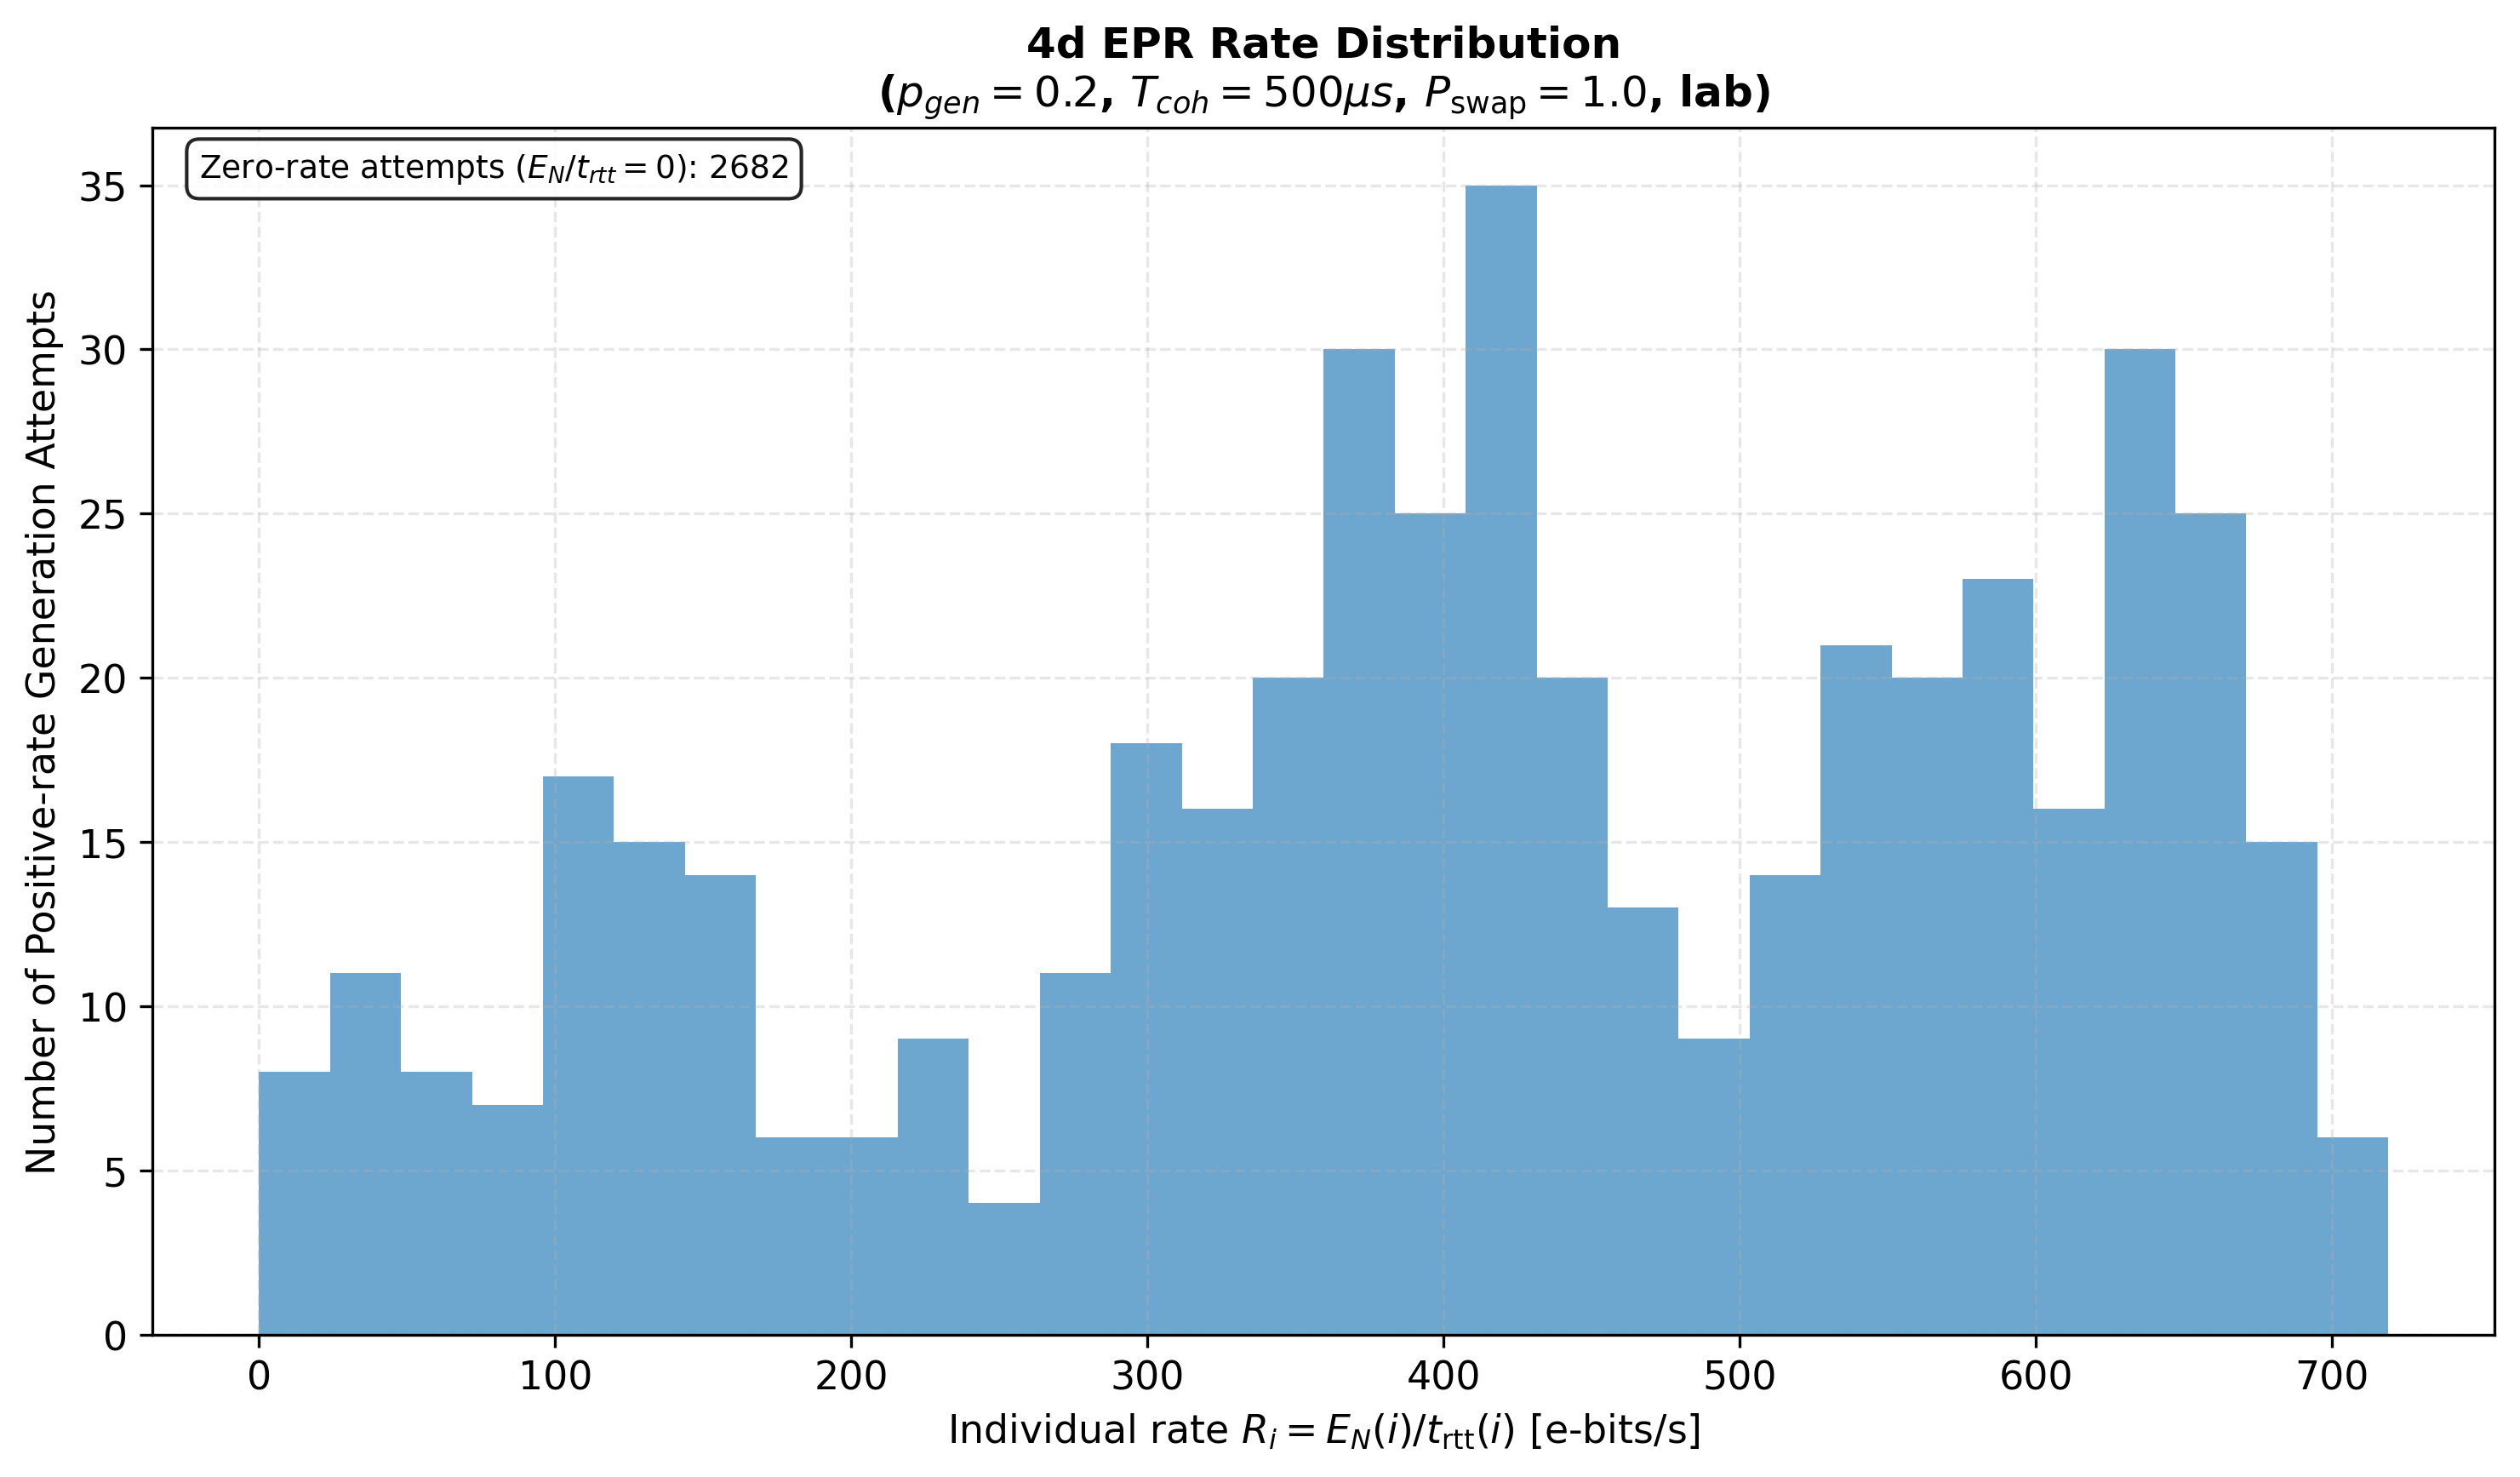 4d EPR Rate Distribution
(p_gen = 0.2, T_coh = 500μs, P_swap = 1.0, lab)
Zero-rate attempts (E_N/t_rtt = 0): 2682
Number of Positive-rate Generation Attempts
35
30
25
20
15
10
5
0
0 100 200 300 400 500 600 700
Individual rate R_i = E_N(i)/t_rtt(i) [e-bits/s]